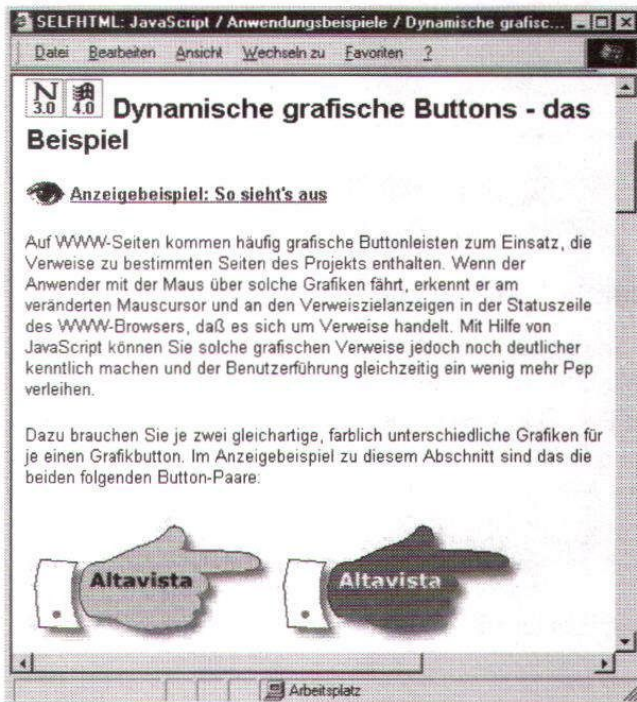 SELFHTML: JavaScript / Anwendungsbeispiele / Dynamische grafisc...
Datei Bearbeiten Ansicht Wechseln zu Favoriten ?
N 3.0 4.0 Dynamische grafische Buttons - das
Beispiel
Anzeigebeispiel: So sieht's aus
Auf WWW-Seiten kommen häufig grafische Buttonleisten zum Einsatz, die
Verweise zu bestimmten Seiten des Projekts enthalten. Wenn der
Anwender mit der Maus über solche Grafiken fährt, erkennt er am
veränderten Mauscursor und an den Verweiszielanzeigen in der Statuszeile
des WWW-Browsers, daß es sich um Verweise handelt. Mit Hilfe von
JavaScript können Sie solche grafischen Verweise jedoch noch deutlicher
kenntlich machen und der Benutzerführung gleichzeitig ein wenig mehr Pep
verleihen.
Dazu brauchen Sie je zwei gleichartige, farblich unterschiedliche Grafiken für
je einen Grafikbutton. Im Anzeigebeispiel zu diesem Abschnitt sind das die
beiden folgenden Button-Paare:
Altavista Altavista
Arbeitsplatz